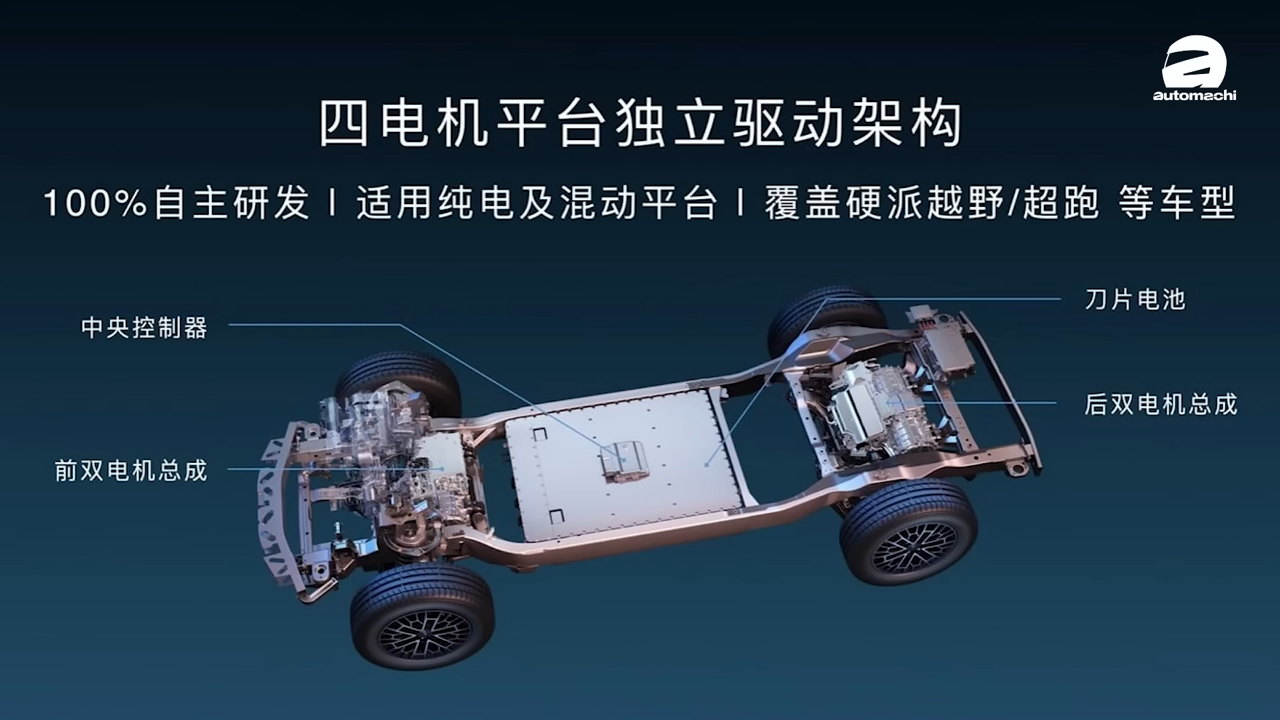 automachi
四电机平台独立驱动架构
100%自主研发 | 适用纯电及混动平台 | 覆盖硬派越野/超跑 等车型
刀片电池
中央控制器
后双电机总成
前双电机总成